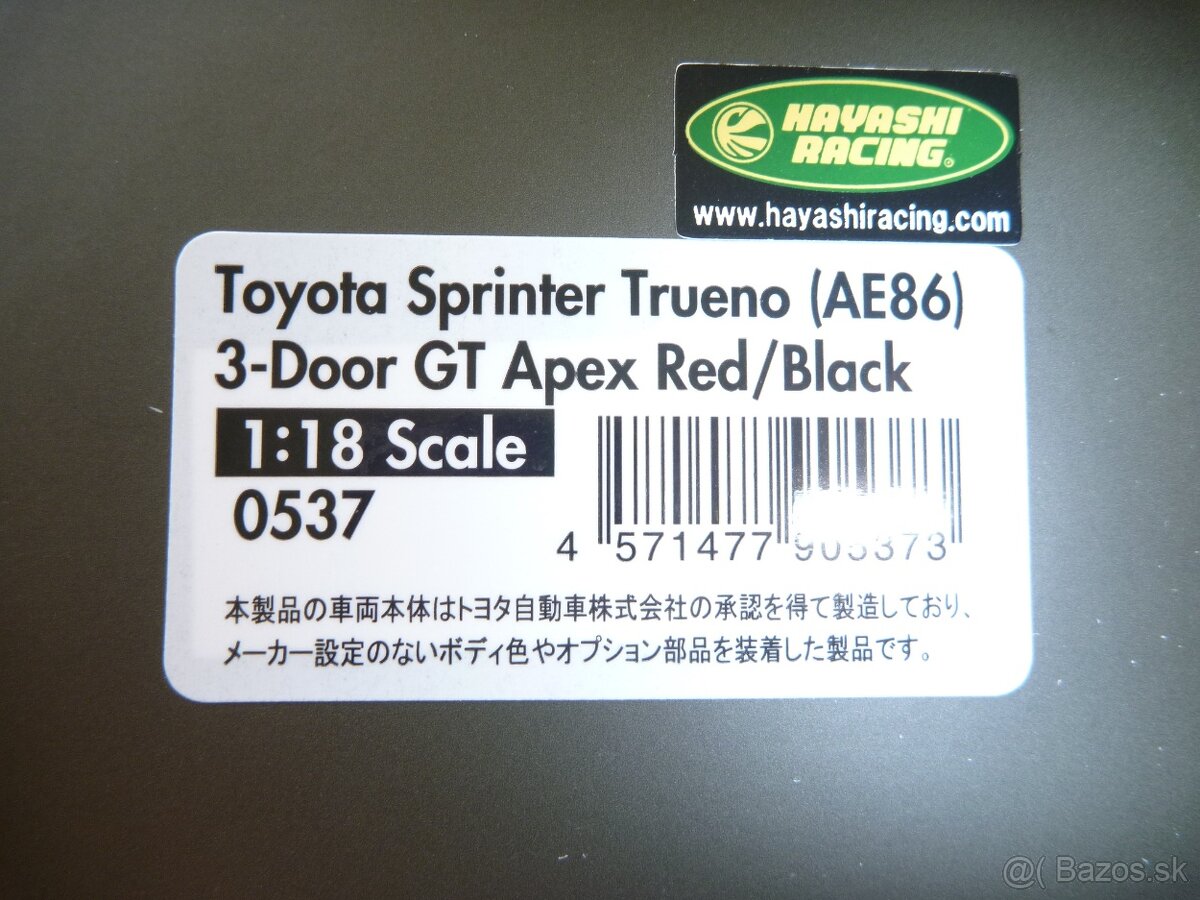 HAYASHI
RACING®
www.hayashiracing.com
Toyota Sprinter Trueno (AE86)
3-Door GT Apex Red/Black
1:18 Scale
0537
4 571477 905373
本製品の車両本体はトヨタ自動車株式会社の承認を得て製造しており、
メーカー設定のないボディ色やオプション部品を装着した製品です。
@( Bazos.sk